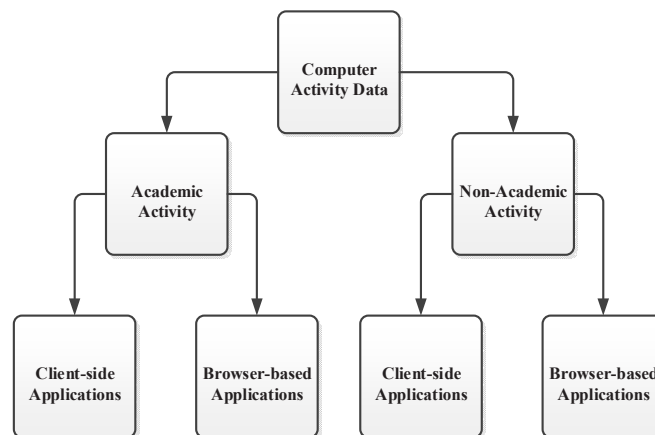 Computer
Activity Data
Academic
Activity
Non-Academic
Activity
Client-side
Applications
Browser-based
Applications
Client-side
Applications
Browser-based
Applications